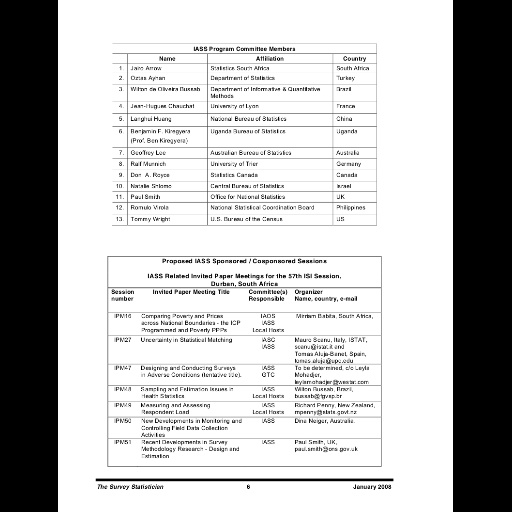 IASS Program Committee Members
Name Affiliation Country
1. Jairo Arrow Statistics South Africa South Africa
2. Oztas Ayhan Department of Statistics Turkey
3. Wilton de Oliveira Bussab Department of Informative & Quantitative Brazil
Methods
4. Jean-Hugues Chauchat University of Lyon France
5. Langhui Huang National Bureau of Statistics China
6. Benjamin F. Kiregyera Uganda Bureau of Statistics Uganda
(Prof. Ben Kiregyera)
7. Geoffrey Lee Australian Bureau of Statistics Australia
8. Ralf Munnich University of Trier Germany
9. Don A. Royce Statistics Canada Canada
10. Natalie Shlomo Central Bureau of Statistics Israel
11. Paul Smith Office for National Statistics UK
12. Romulo Virola National Statistical Coordination Board Philippines
13. Tommy Wright U.S. Bureau of the Census US
Proposed IASS Sponsored / Cosponsored Sessions
IASS Related Invited Paper Meetings for the 57th ISI Session,
Durban, South Africa
Session Invited Paper Meeting Title Committee(s) Organizer
number Responsible Name, country, e-mail
IPM16 Comparing Poverty and Prices IAOS Miriam Babita, South Africa,
across National Boundaries - the ICP IASS
Programmed and Poverty PPPs Local Hosts
IPM27 Uncertainty in Statistical Matching IASC Mauro Scanu, Italy, ISTAT,
IASS scanu@istat.it and
Tomas Aluja-Banet, Spain,
tomas.aluja@upc.edu
IPM47 Designing and Conducting Surveys IASS To be determined, c/o Leyla
in Adverse Conditions (tentative title). OTC Mohadjer,
leylamohadjer@westat.com
IPM48 Sampling and Estimation Issues in IASS Wilton Bussab, Brazil,
Health Statistics Local Hosts bussab@fgvsp.br
IPM49 Measuring and Assessing IASS Richard Penny, New Zealand,
Respondent Load Local Hosts rnpenny@stats.govt.nz
IPM50 New Developments in Monitoring and IASS Dine Neiger, Australia,
Controlling Field Data Collection
Activities
IPM51 Recent Developments in Survey IASS Paul Smith, UK,
Methodology Research - Design and paul.smith@ons.gov.uk
Estimation
The Survey Statistician 6 January 2008